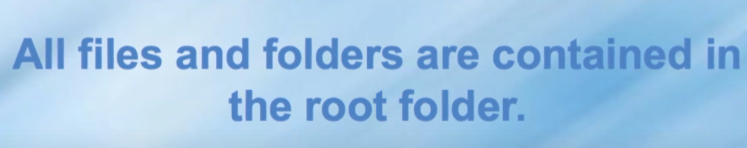 All files and folders are contained in
the root folder.